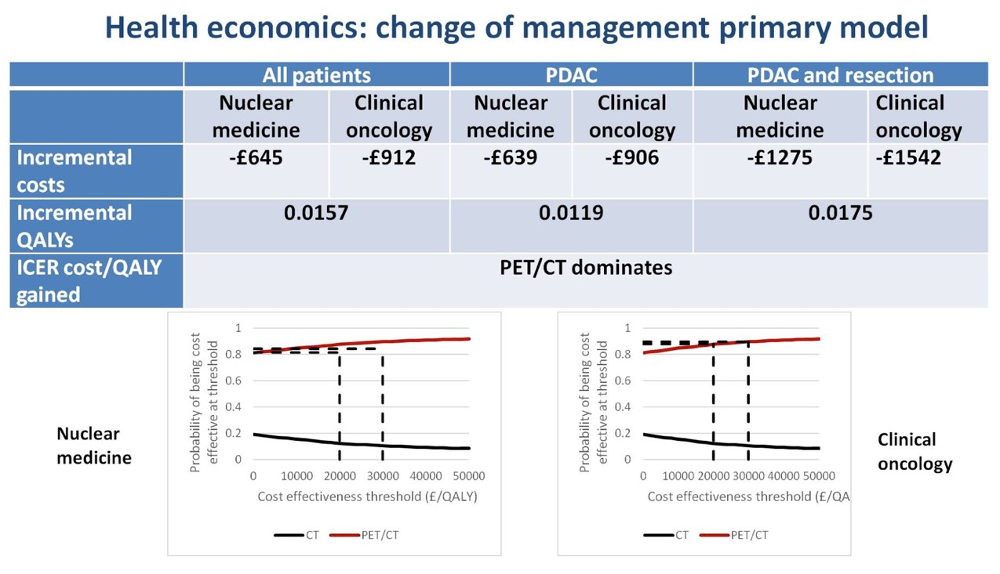 Health economics: change of management primary model
All patients PDAC PDAC and resection
Nuclear medicine Clinical oncology Nuclear medicine Clinical oncology Nuclear medicine Clinical oncology
Incremental costs -£645 -£912 -£639 -£906 -£1275 -£1542
Incremental QALYs 0.0157 0.0119 0.0175
ICER cost/QALY gained PET/CT dominates
Nuclear
medicine
Probability of being cost
effective at threshold
1
0.8
0.6
0.4
0.2
0
0 10000 20000 30000 40000 50000
Cost effectiveness threshold (£/QALY)
CT PET/CT
Probability of being cost
effective at threshold
1
0.8
0.6
0.4
0.2
0
0 10000 20000 30000 40000 50000
Cost effectiveness threshold (£/QA
CT PET/CT
Clinical
oncology